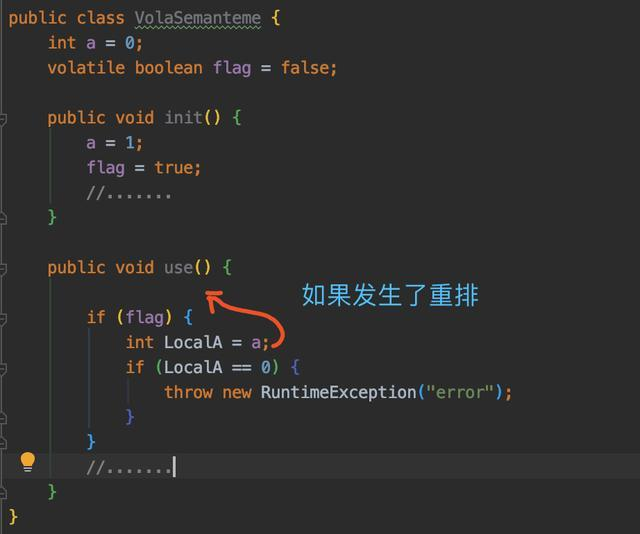 public class VolaSemanteme {
    int a = 0;
    volatile boolean flag = false;

    public void init() {
        a = 1;
        flag = true;
        //.......
    }

    public void use() {
如果发生了重排
        if (flag) {
            int LocalA = a;
            if (LocalA == 0) {
                throw new RuntimeException("error");
            }
        }
        //.......
    }
}